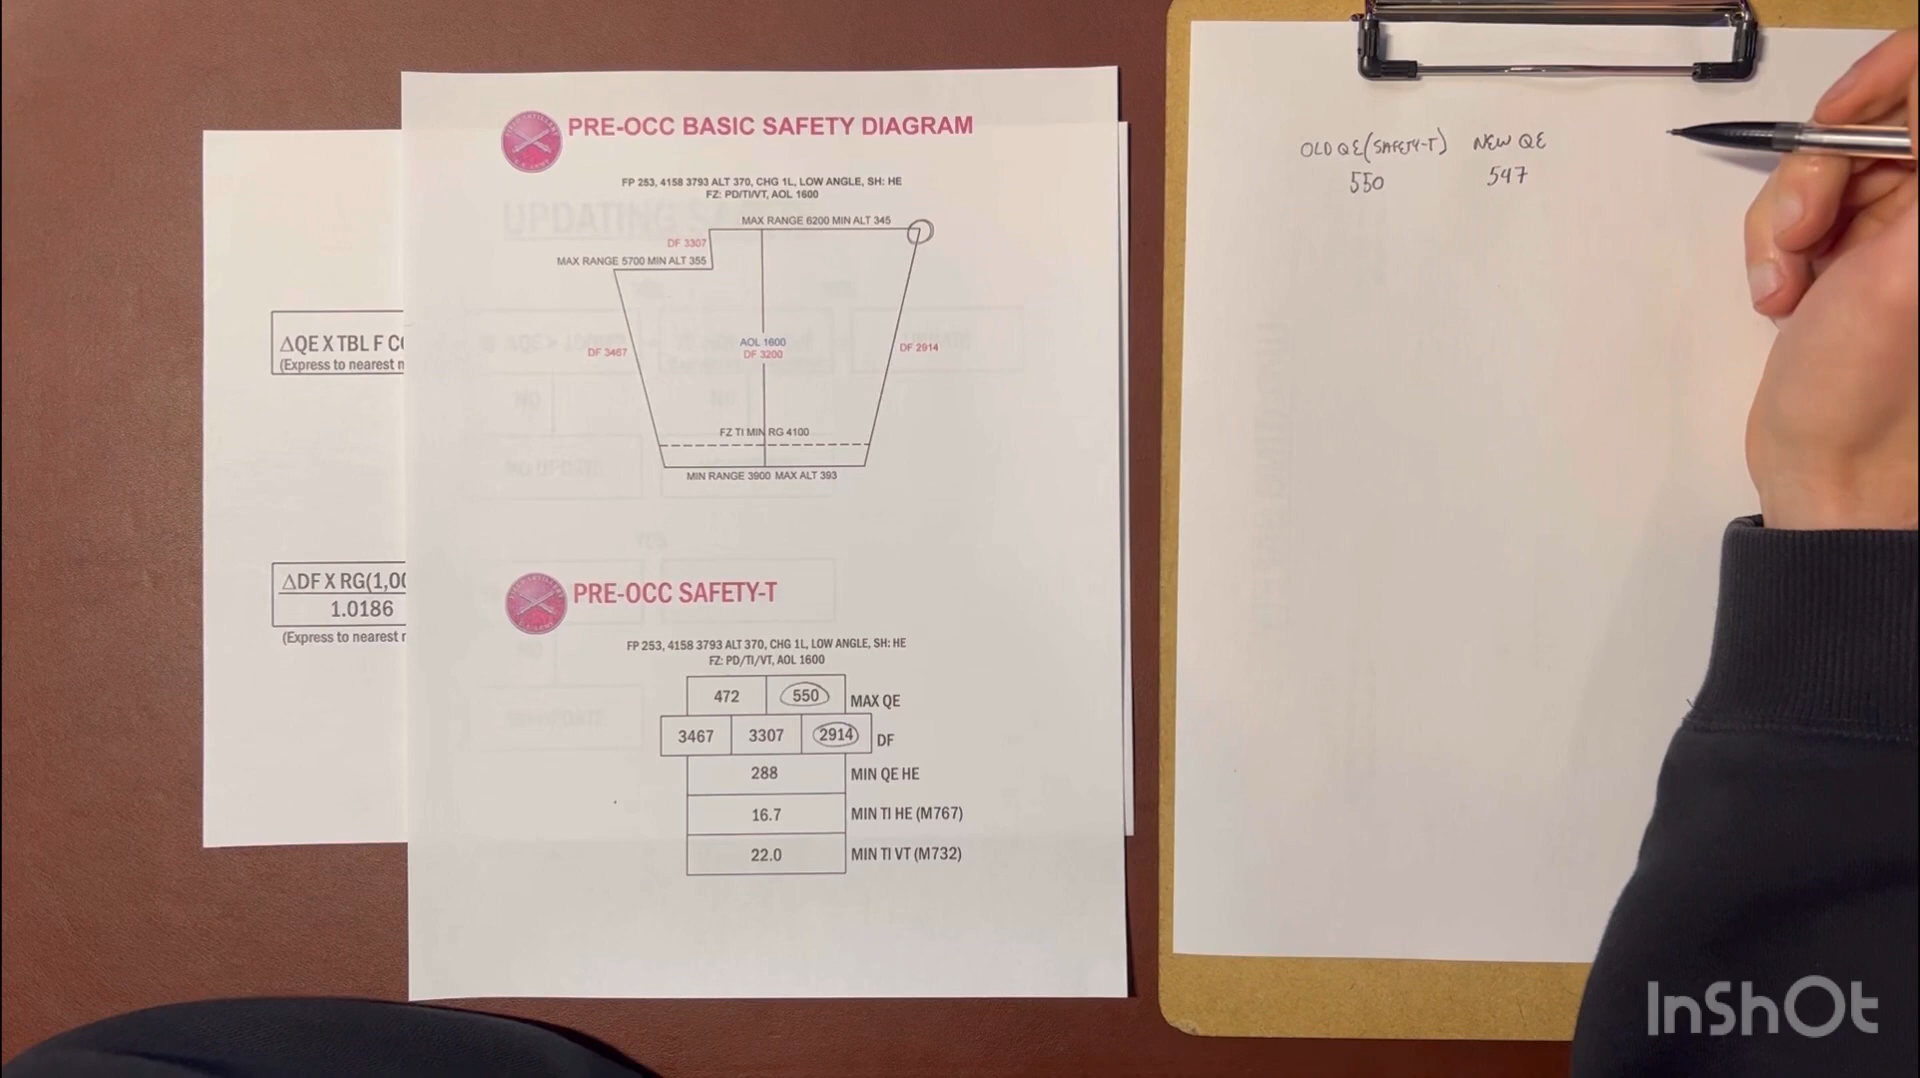 PRE-OCC BASIC SAFETY DIAGRAM
FP 253, 4158 3793 ALT 370, CHG 1L, LOW ANGLE, SH: HE
FZ: PD/TI/VT, AOL 1600
MAX RANGE 6200 MIN ALT 345
DF 3307
MAX RANGE 5700 MIN ALT 355
AOL 1600
DF 3200
DF 3467
DF 2914
FZ TI MIN RG 4100
MIN RANGE 3900 MAX ALT 393
PRE-OCC SAFETY-T
FP 253, 4158 3793 ALT 370, CHG 1L, LOW ANGLE, SH: HE
FZ: PD/TI/VT, AOL 1600
472 550 MAX QE
3467 3307 2914 DF
288 MIN QE HE
16.7 MIN TI HE (M767)
22.0 MIN TI VT (M732)
ΔQE X TBL F
(Express to nearest
ΔDF X RG(1,00
1.0186
(Express to nearest
OLD QE (SAFETY-T) NEW QE
550 547
InShOt